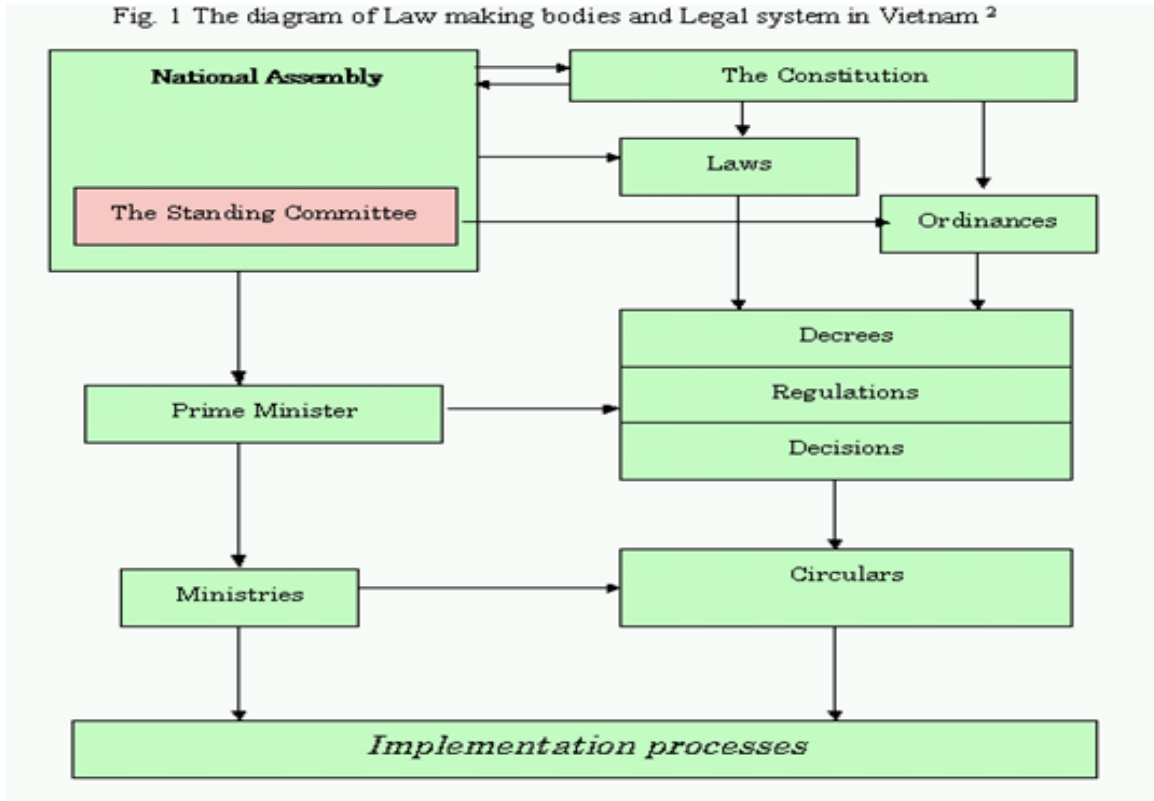 Fig. 1 The diagram of Law making bodies and Legal system in Vietnam ²
National Assembly
The Constitution
Laws
The Standing Committee
Ordinances
Decrees
Prime Minister
Regulations
Decisions
Ministries
Circulars
Implementation processes